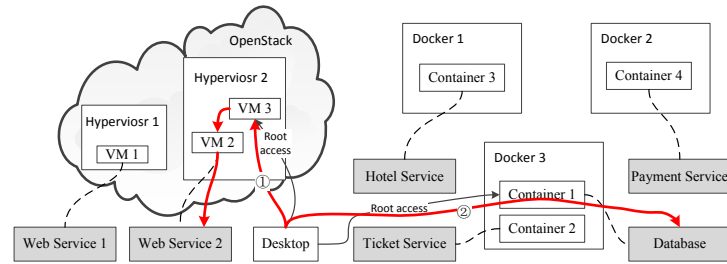 OpenStack
Docker 1
Docker 2
Hyperviosr 2
Container 3
Container 4
VM 3
Hyperviosr 1
VM 2
Root
access
VM 1
Docker 3
①
Hotel Service
Payment Service
Container 1
Root access
②
Container 2
Web Service 1
Web Service 2
Desktop
Ticket Service
Database